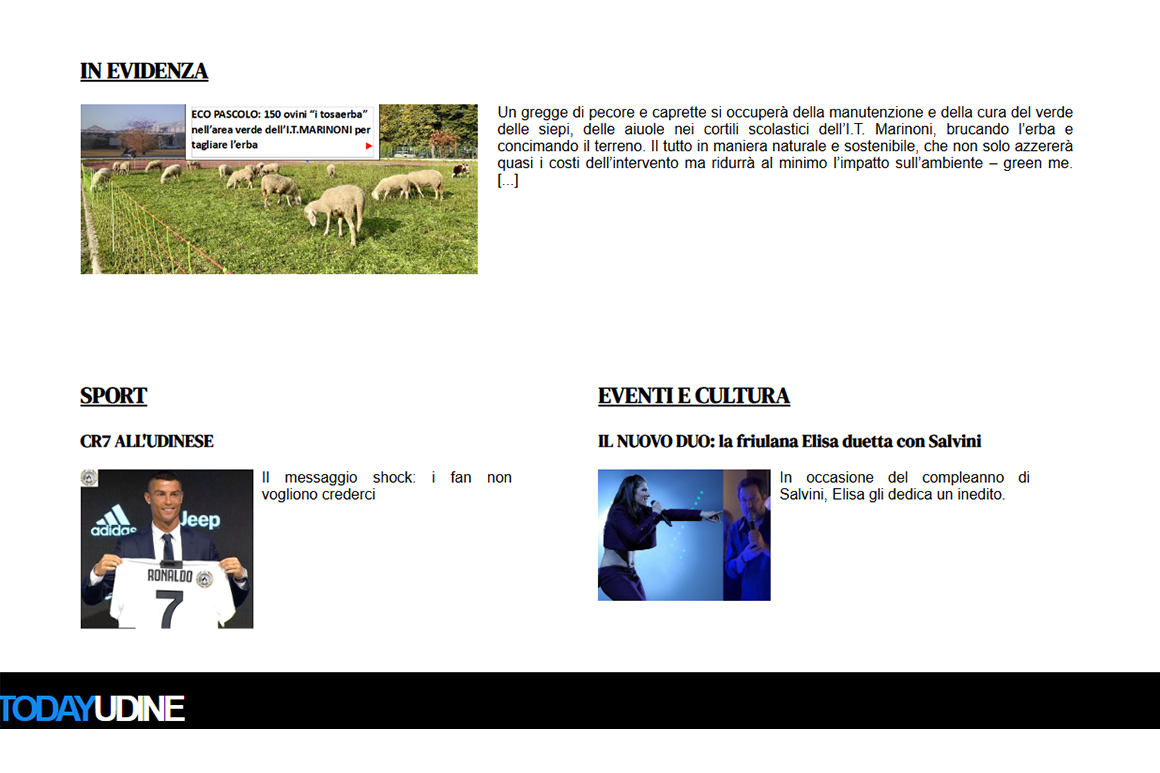 IN EVIDENZA
ECO PASCOLO: 150 ovini “i tosaerba”
nell’area verde dell’I.T.MARINONI per
tagliare l’erba
Un gregge di pecore e caprette si occuperà della manutenzione e della cura del verde
delle siepi, delle aiuole nei cortili scolastici dell’I.T. Marinoni, brucando l’erba e
concimando il terreno. Il tutto in maniera naturale e sostenibile, che non solo azzererà
quasi i costi dell’intervento ma ridurrà al minimo l’impatto sull’ambiente – green me.
[...]
SPORT
CR7 ALL'UDINESE
Il messaggio shock: i fan non
vogliono crederci
adidas
Jeep
RONALDO
7
EVENTI E CULTURA
IL NUOVO DUO: la friulana Elisa duetta con Salvini
In occasione del compleanno di
Salvini, Elisa gli dedica un inedito.
TODAYUDINE